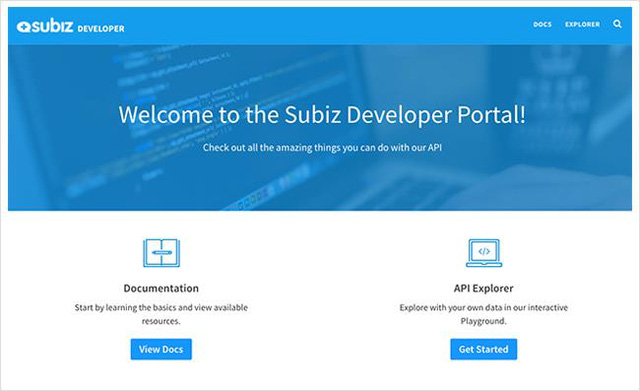 subiz DEVELOPER
DOCS EXPLORER
Welcome to the Subiz Developer Portal!
Check out all the amazing things you can do with our API
Documentation
Start by learning the basics and view available
resources.
View Docs
API Explorer
Explore with your own data in our interactive
Playground.
Get Started